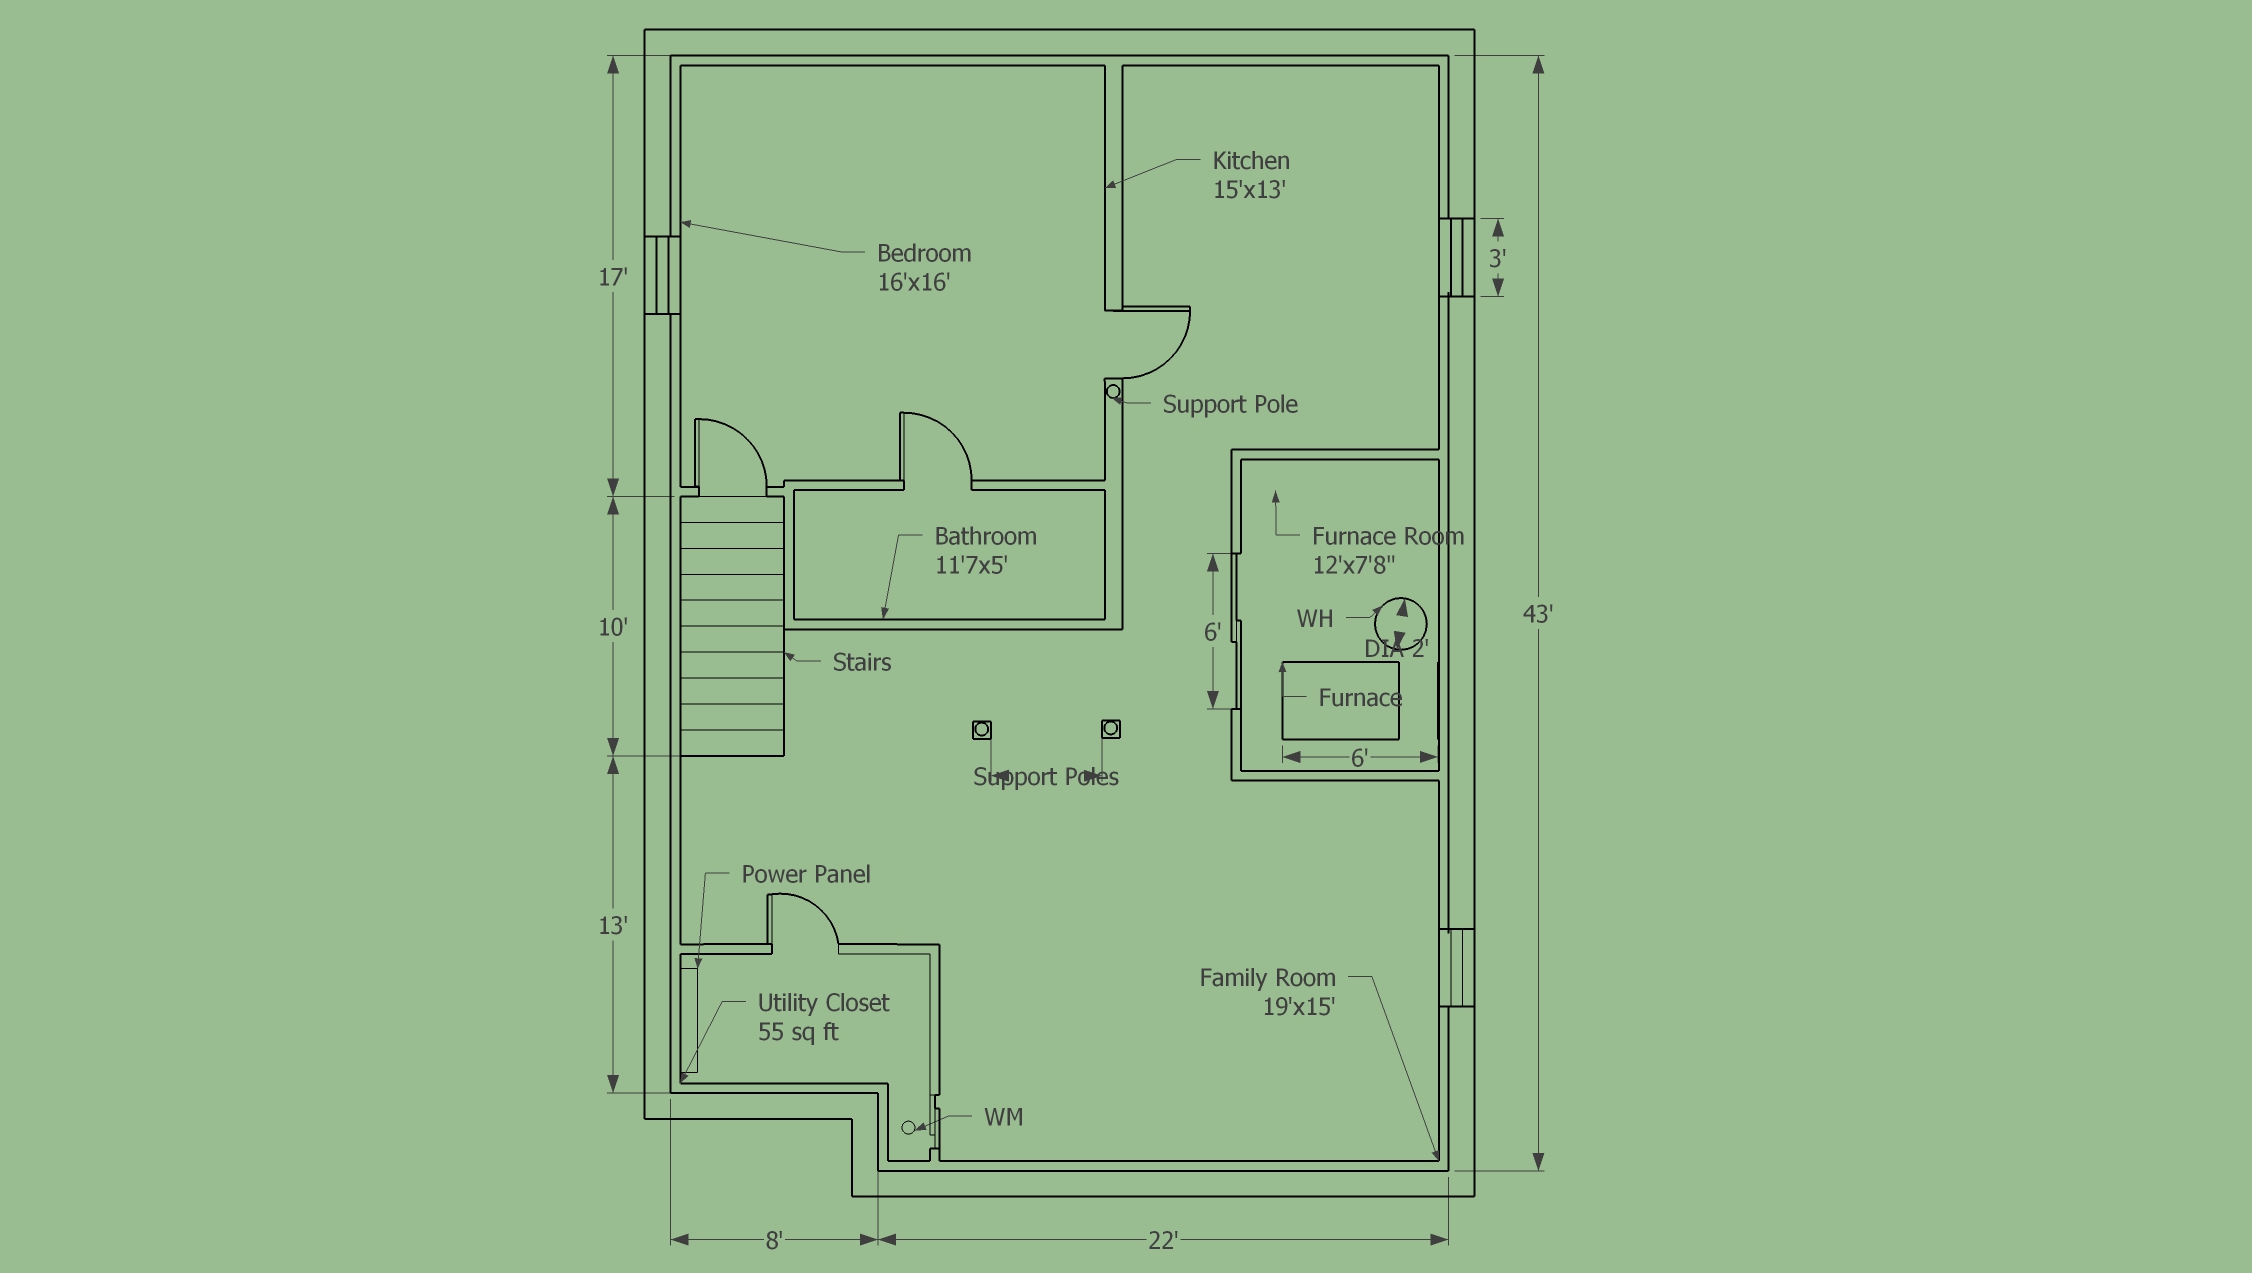 Kitchen
15'x13'
Bedroom
16'x16'
17'
3'
Support Pole
Bathroom
11'7x5'
Furnace Room
12'x7'8"
WH
DIA 2'
43'
10'
6'
Stairs
Furnace
6'
Support Poles
Power Panel
13'
Family Room
19'x15'
Utility Closet
55 sq ft
WM
8'
22'